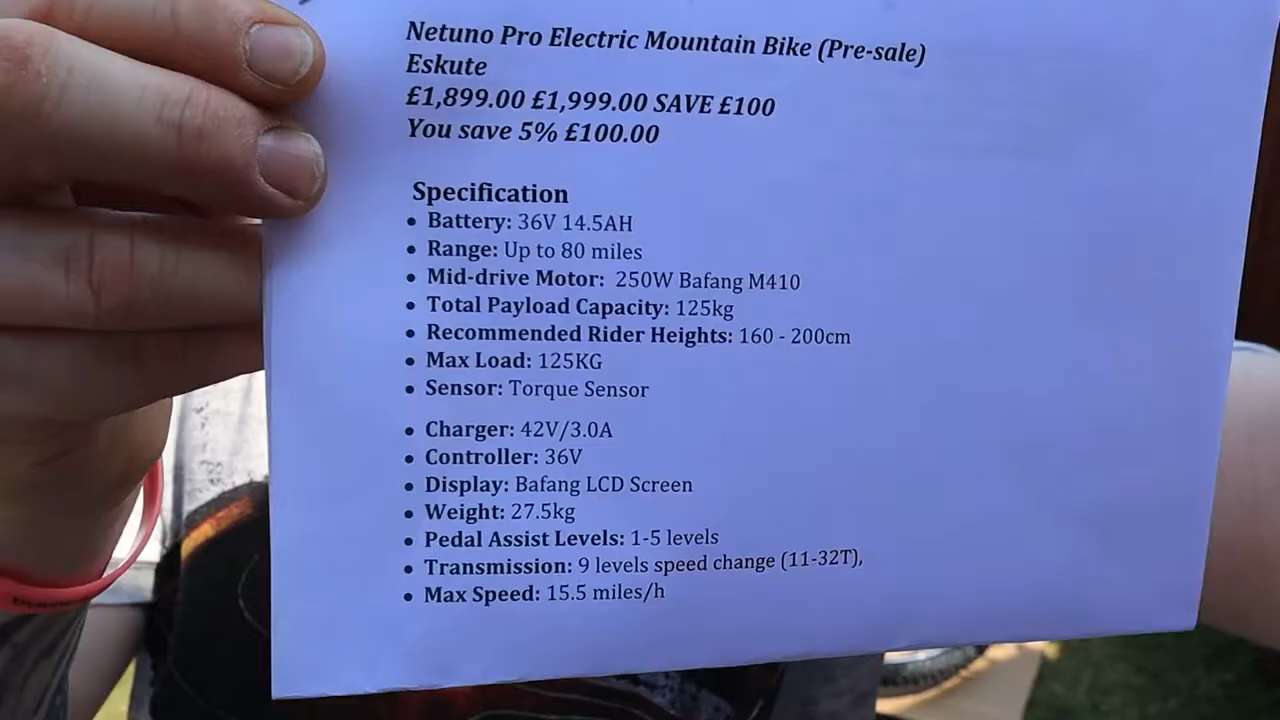 Netuno Pro Electric Mountain Bike (Pre-sale)
Eskute
£1,899.00 £1,999.00 SAVE £100
You save 5% £100.00
Specification
• Battery: 36V 14.5AH
• Range: Up to 80 miles
• Mid-drive Motor: 250W Bafang M410
• Total Payload Capacity: 125kg
• Recommended Rider Heights: 160 - 200cm
• Max Load: 125KG
• Sensor: Torque Sensor
• Charger: 42V/3.0A
• Controller: 36V
• Display: Bafang LCD Screen
• Weight: 27.5kg
• Pedal Assist Levels: 1-5 levels
• Transmission: 9 levels speed change (11-32T),
• Max Speed: 15.5 miles/h